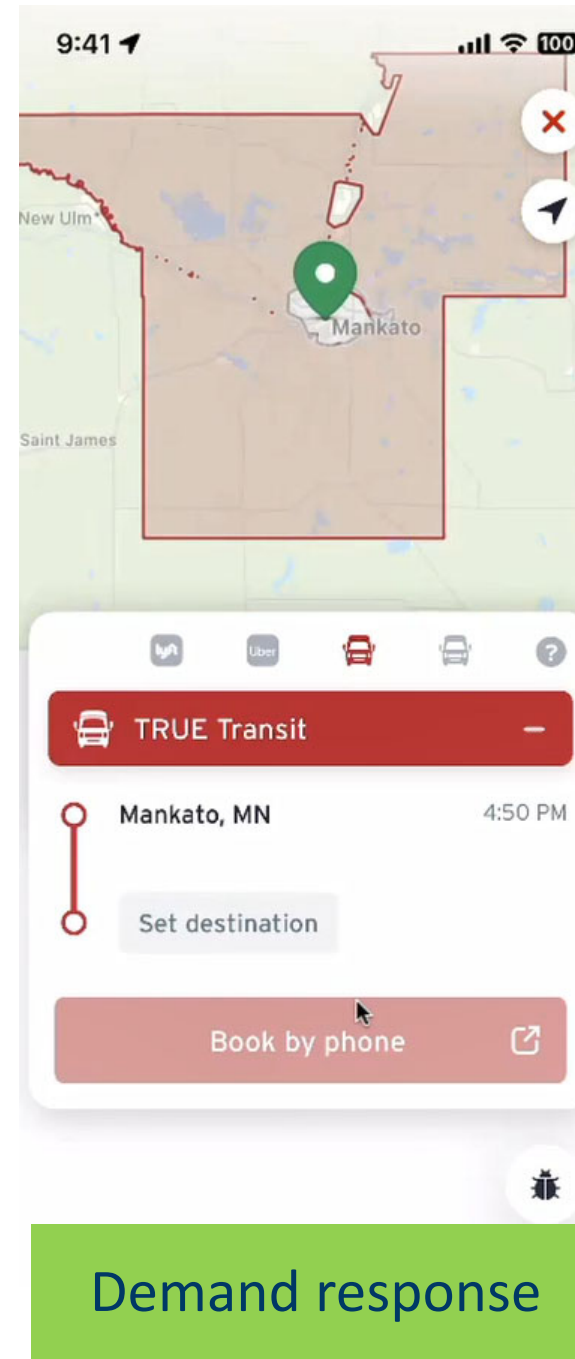 9:41
100
New Ulm
Mankato
Saint James
lyft
Uber
?
TRUE Transit
Mankato, MN
4:50 PM
Set destination
Book by phone
Demand response